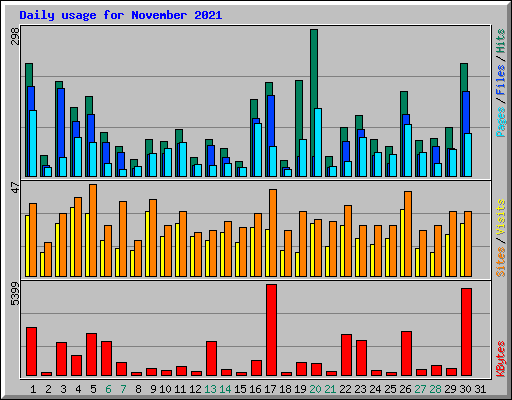 Daily usage for November 2021
298
Pages / Files / Hits
47
Sites / Visits
5399
KBytes
1 2 3 4 5 6 7 8 9 10 11 12 13 14 15 16 17 18 19 20 21 22 23 24 25 26 27 28 29 30 31